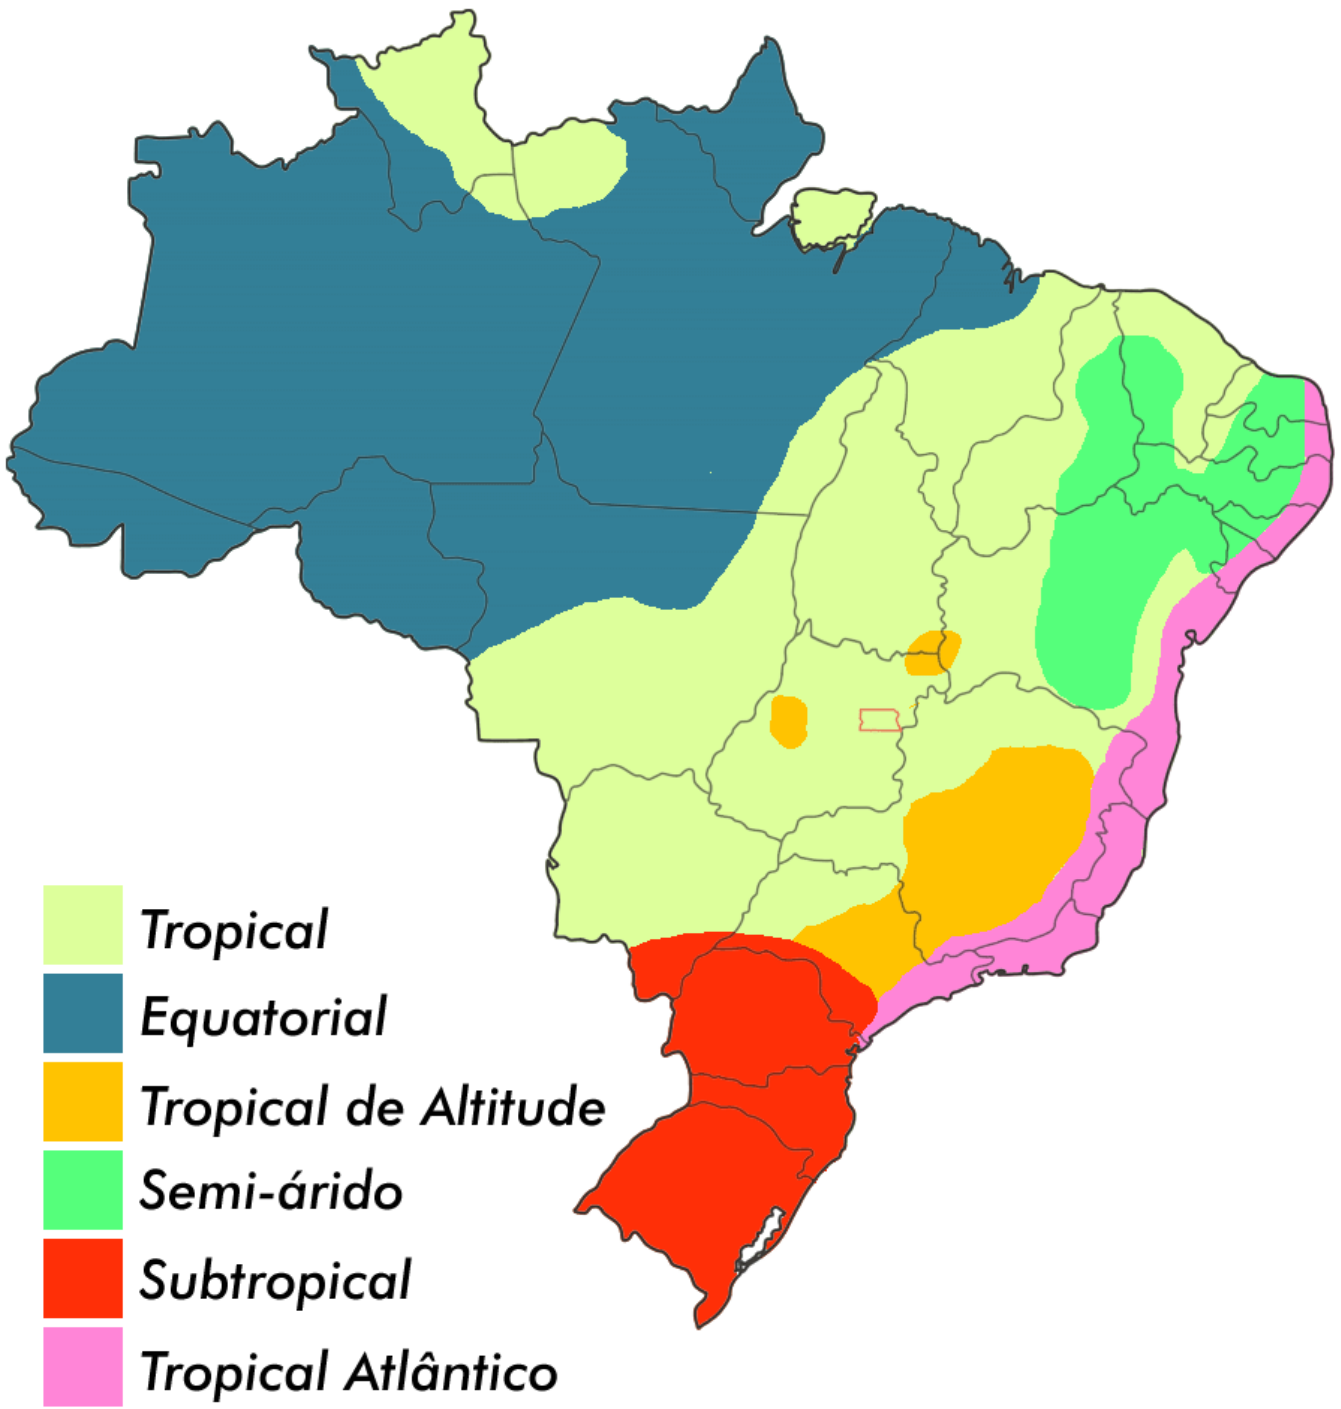 Tropical
Equatorial
Tropical de Altitude
Semi-árido
Subtropical
Tropical Atlântico